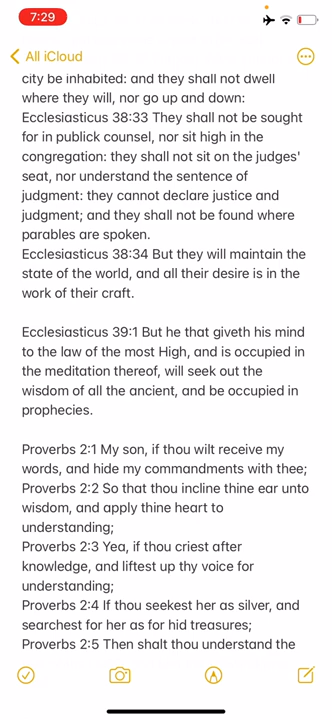 7:29
All iCloud
city be inhabited: and they shall not dwell
where they will, nor go up and down:
Ecclesiasticus 38:33 They shall not be sought
for in publick counsel, nor sit high in the
congregation: they shall not sit on the judges'
seat, nor understand the sentence of
judgment: they cannot declare justice and
judgment; and they shall not be found where
parables are spoken.
Ecclesiasticus 38:34 But they will maintain the
state of the world, and all their desire is in the
work of their craft.
Ecclesiasticus 39:1 But he that giveth his mind
to the law of the most High, and is occupied in
the meditation thereof, will seek out the
wisdom of all the ancient, and be occupied in
prophecies.
Proverbs 2:1 My son, if thou wilt receive my
words, and hide my commandments with thee;
Proverbs 2:2 So that thou incline thine ear unto
wisdom, and apply thine heart to
understanding;
Proverbs 2:3 Yea, if thou criest after
knowledge, and liftest up thy voice for
understanding;
Proverbs 2:4 If thou seekest her as silver, and
searchest for her as for hid treasures;
Proverbs 2:5 Then shalt thou understand the